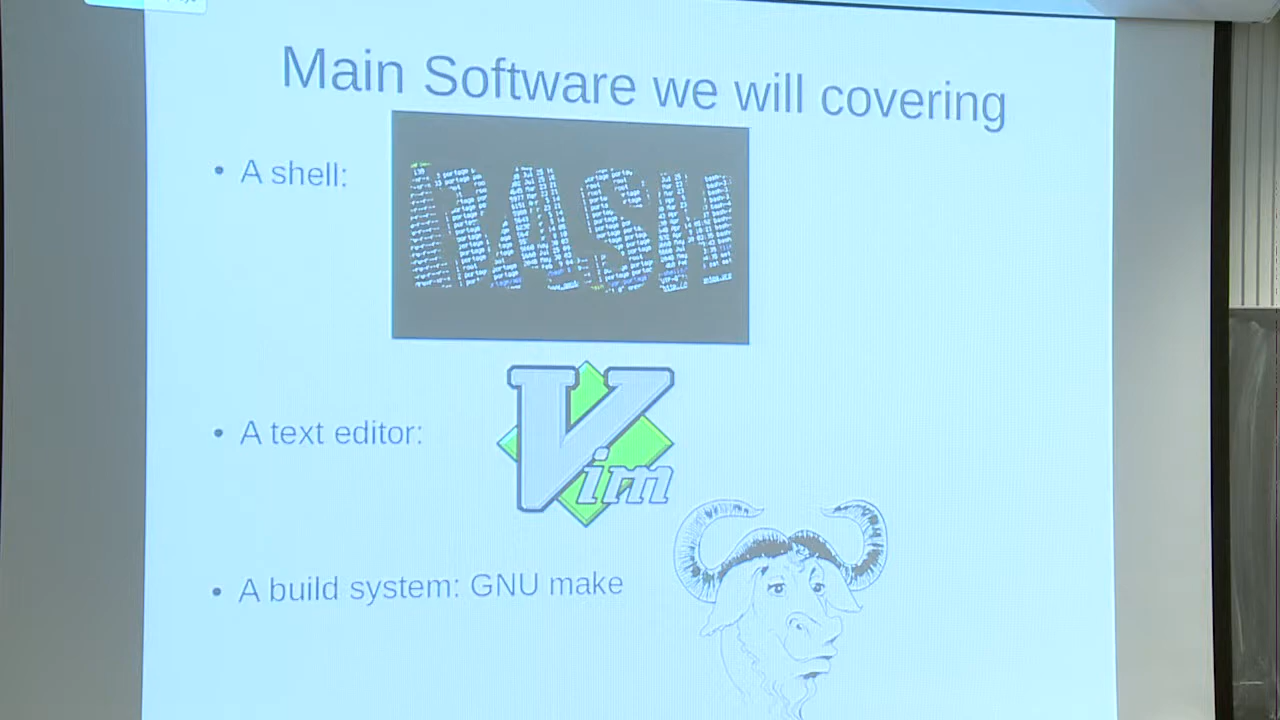 Main Software we will covering
• A shell:
BASH
• A text editor:
Vim
• A build system: GNU make